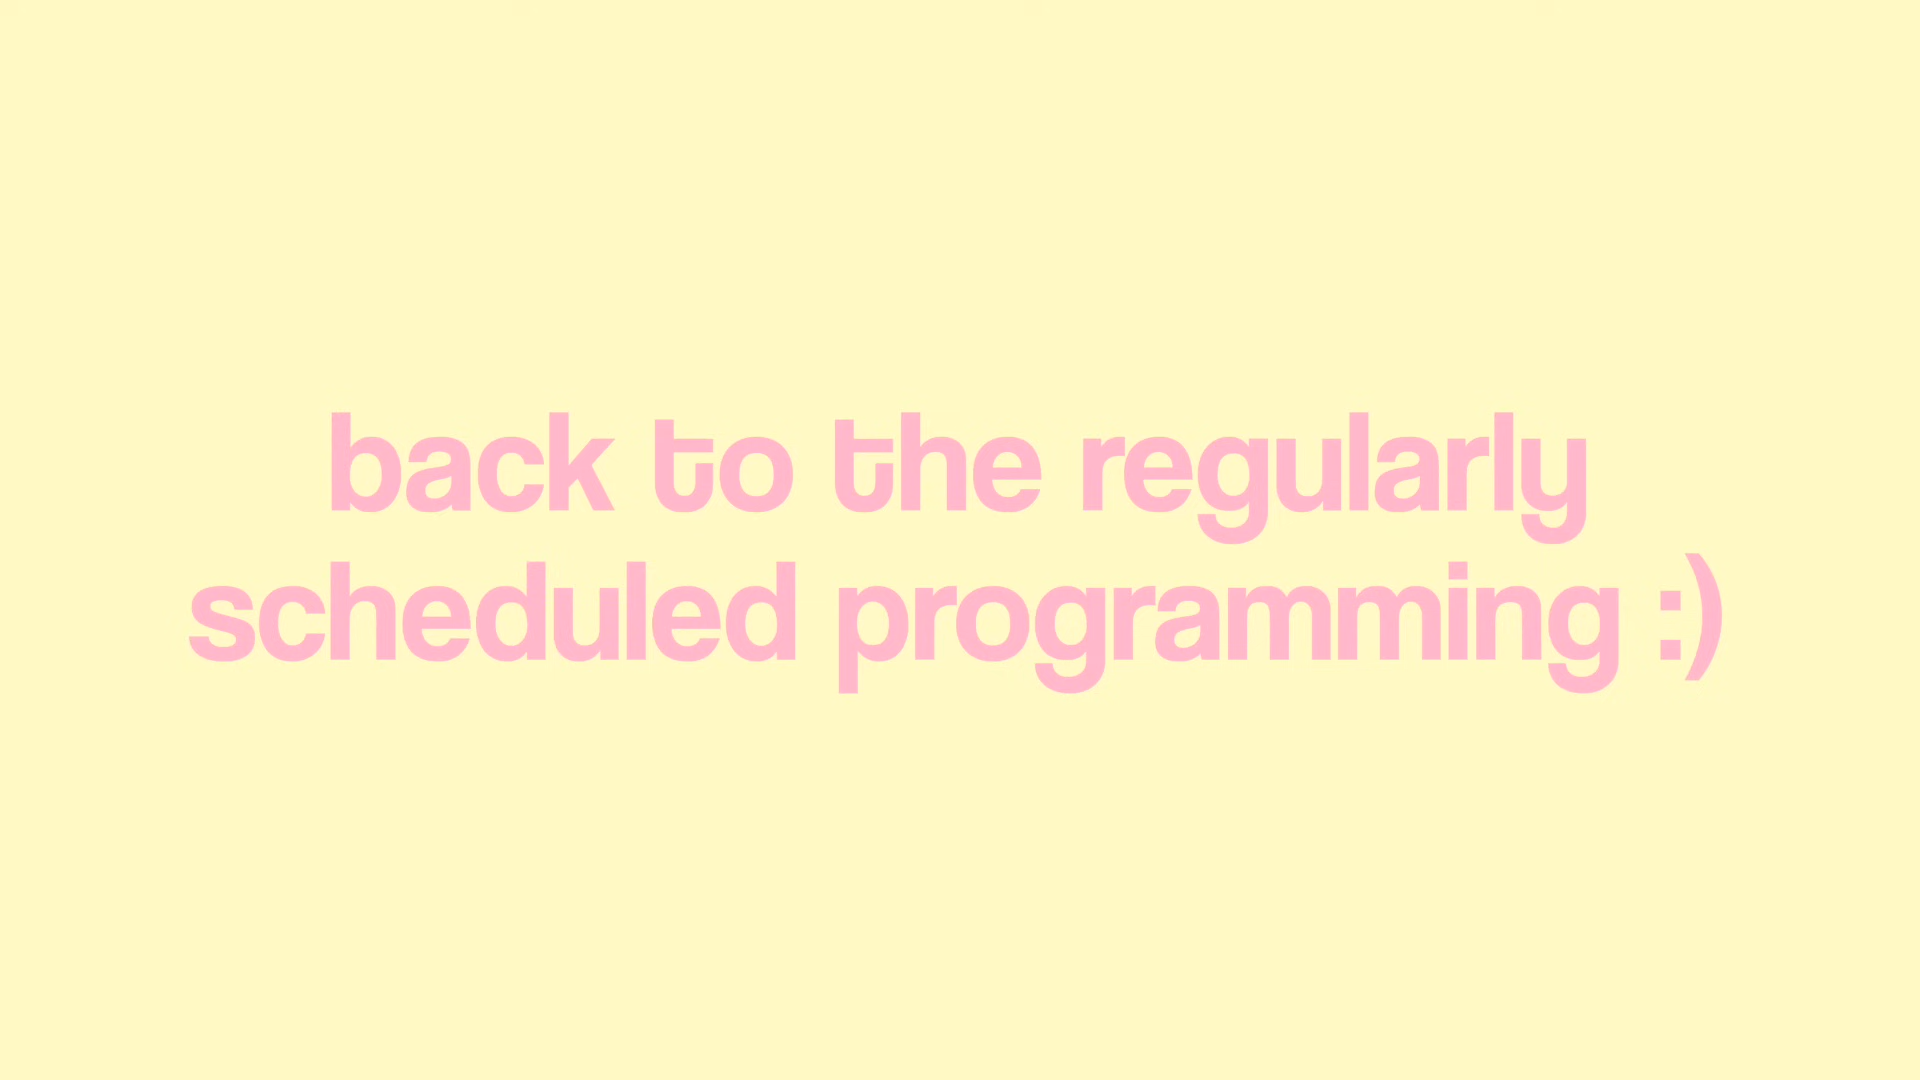 back to the regularly
scheduled programming :)